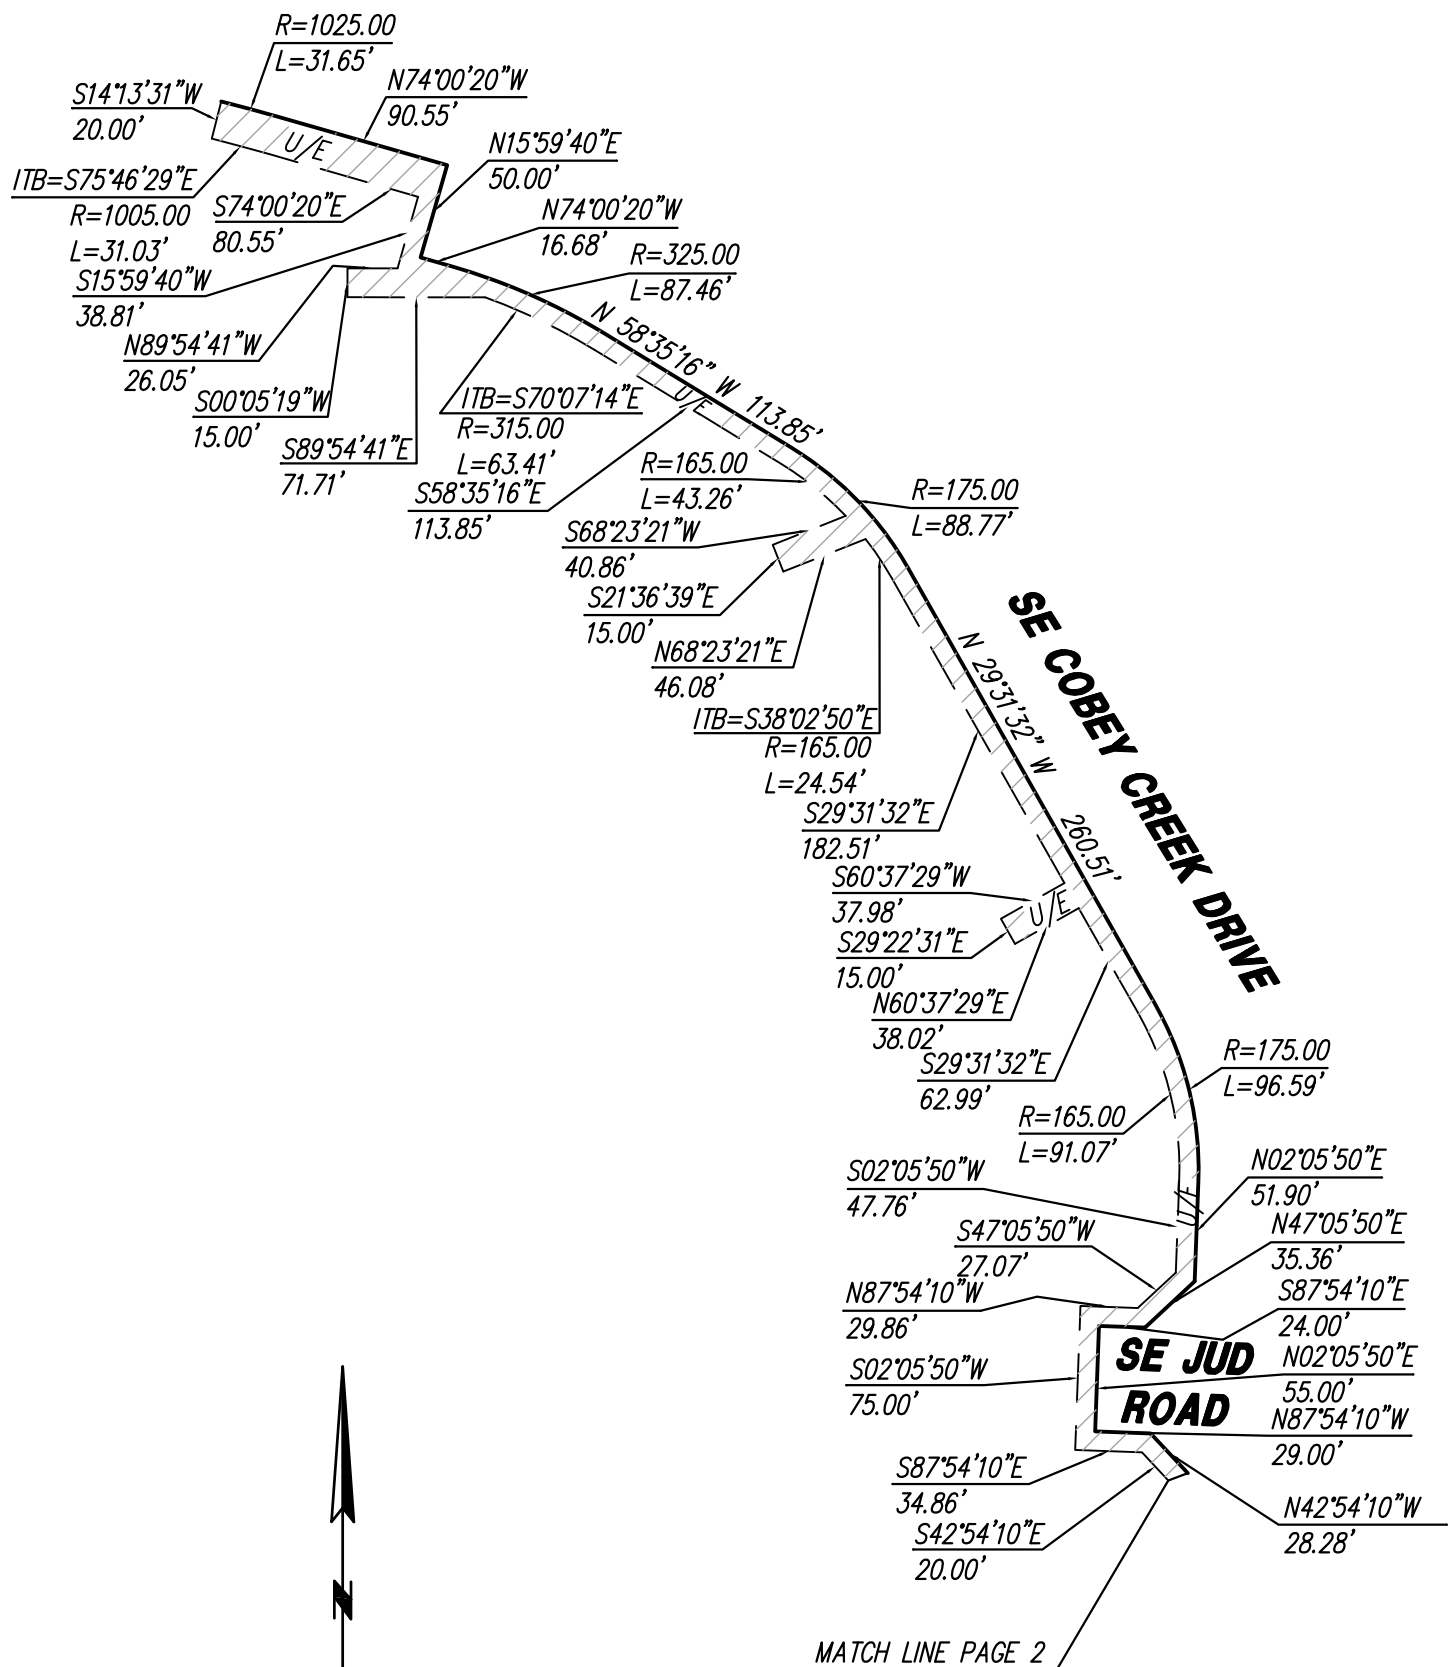 R=1025.00
L=31.65'
S14°13'31"W
20.00'
N74°00'20"W
90.55'
U/E
N15°59'40"E
50.00'
ITB=S75°46'29"E
R=1005.00
L=31.03'
S74°00'20"E
80.55'
N74°00'20"W
16.68'
R=325.00
L=87.46'
S15°59'40"W
38.81'
N89°54'41"W
26.05'
S00°05'19"W
15.00'
S89°54'41"E
71.71'
N 58°35'16" W 113.85'
U/E
ITB=S70°07'14"E
R=315.00
L=63.41'
S58°35'16"E
113.85'
R=165.00
L=43.26'
R=175.00
L=88.77'
S68°23'21"W
40.86'
S21°36'39"E
15.00'
N68°23'21"E
46.08'
ITB=S38°02'50"E
R=165.00
L=24.54'
SE COBEY CREEK DRIVE
N 29°31'32" W 260.51'
S29°31'32"E
182.51'
S60°37'29"W
37.98'
U/E
S29°22'31"E
15.00'
N60°37'29"E
38.02'
S29°31'32"E
62.99'
R=175.00
L=96.59'
R=165.00
L=91.07'
S02°05'50"W
47.76'
U/E
N02°05'50"E
51.90'
S47°05'50"W
27.07'
N47°05'50"E
35.36'
N87°54'10"W
29.86'
S87°54'10"E
24.00'
SE JUD
ROAD
S02°05'50"W
75.00'
N02°05'50"E
55.00'
N87°54'10"W
29.00'
S87°54'10"E
34.86'
S42°54'10"E
20.00'
N42°54'10"W
28.28'
N
MATCH LINE PAGE 2